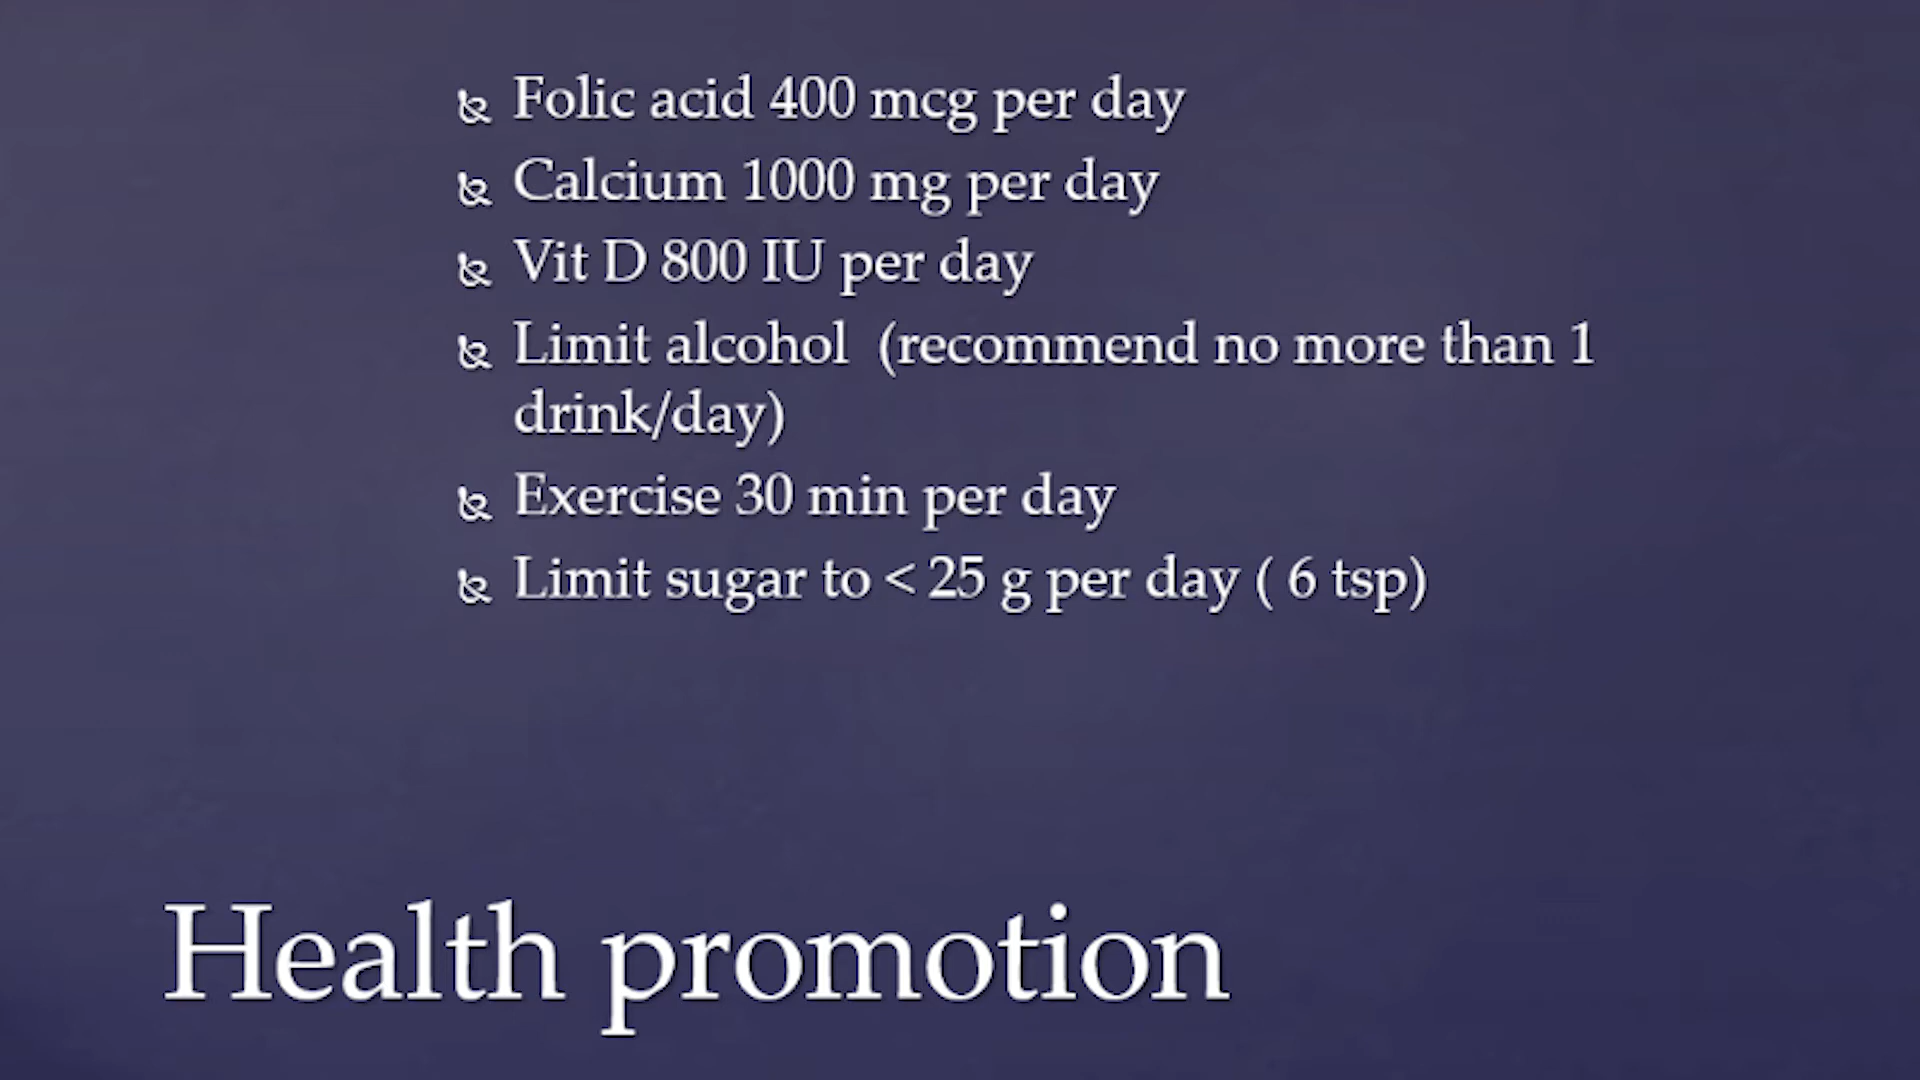 Folic acid 400 mcg per day
Calcium 1000 mg per day
Vit D 800 IU per day
Limit alcohol  (recommend no more than 1
drink/day)
Exercise 30 min per day
Limit sugar to < 25 g per day ( 6 tsp)
Health promotion